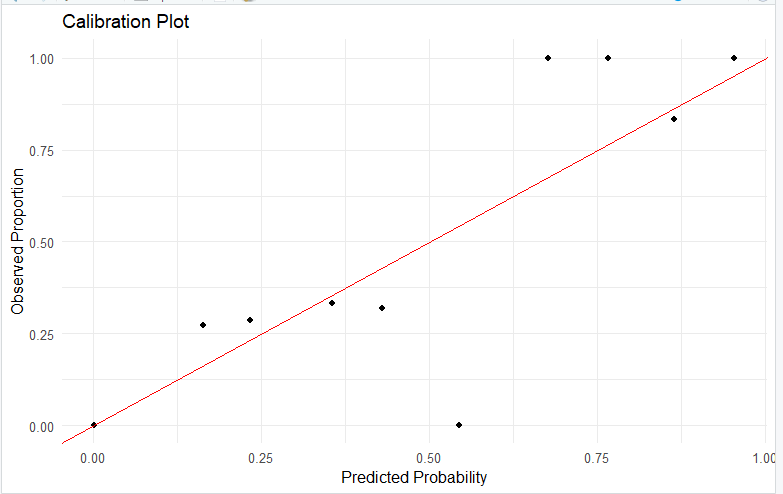 Calibration Plot
1.00
0.75
0.50
0.25
0.00
Observed Proportion
0.00 0.25 0.50 0.75 1.00
Predicted Probability